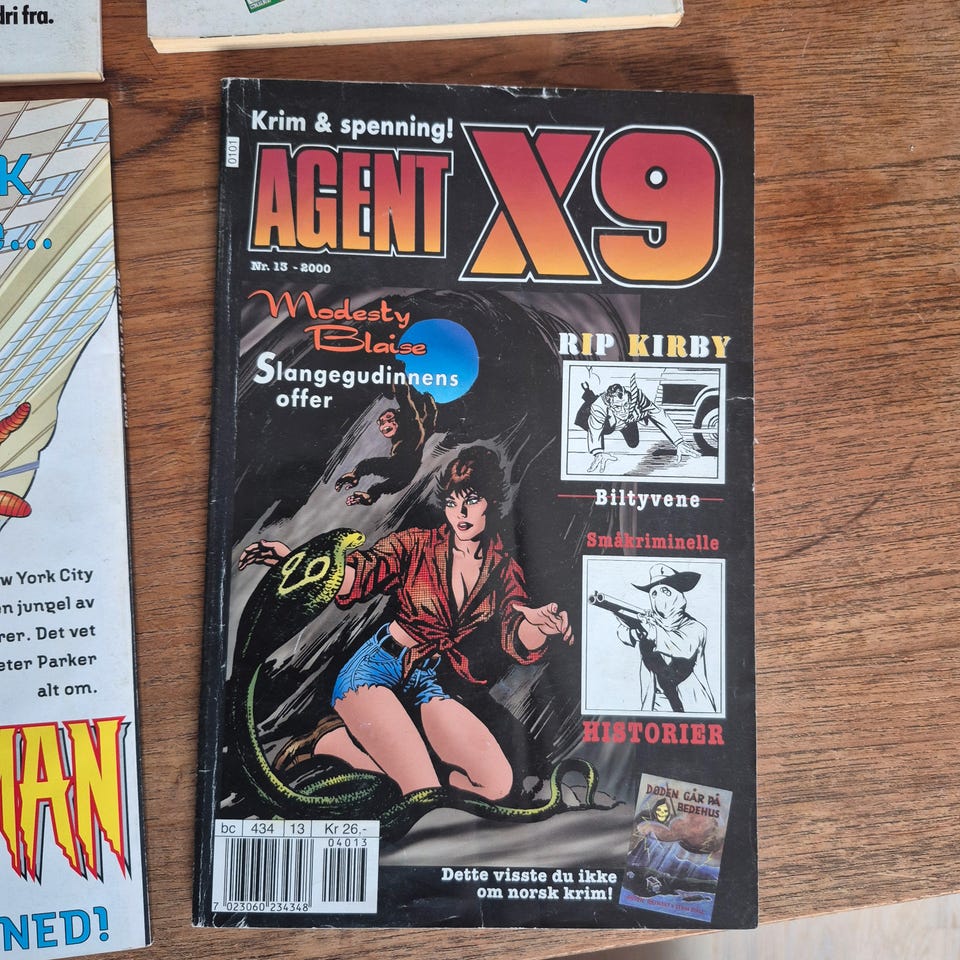 dri fra.
K
e...
w York City
en jungel av
rer. Det vet
eter Parker
alt om.
MAN
NED!
Krim & spenning!
0101
AGENT X9
Nr. 13 - 2000
Modesty
Blaise
Slangegudinnens
offer
RIP KIRBY
Biltyvene
Småkriminelle
HISTORIER
DØDEN GÅR PÅ
BEDEHUS
Dette visste du ikke
om norsk krim!
bc 434 13 Kr 26,-
04013
7 023060 234348